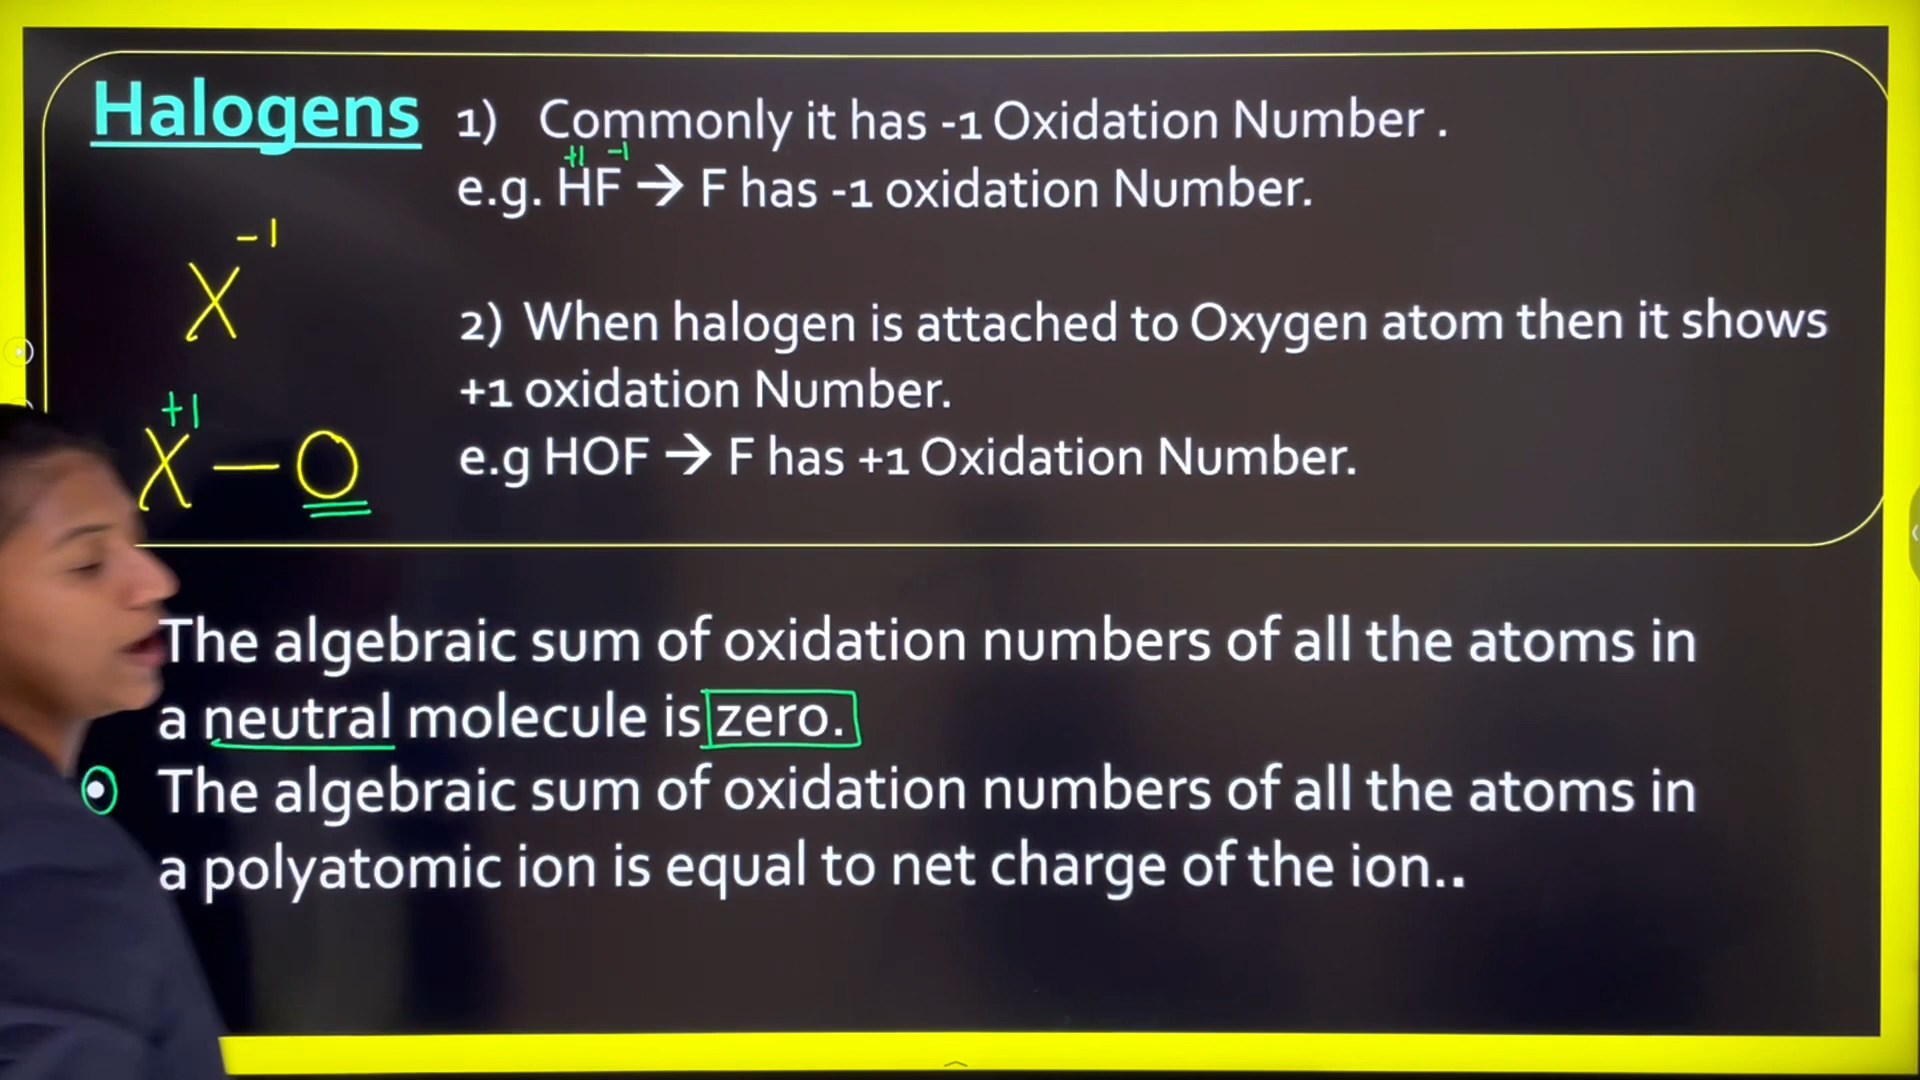 Halogens
1) Commonly it has -1 Oxidation Number .
+1 -1
e.g. HF → F has -1 oxidation Number.
X-1
2) When halogen is attached to Oxygen atom then it shows
+1 oxidation Number.
+1
X — O
e.g HOF → F has +1 Oxidation Number.
The algebraic sum of oxidation numbers of all the atoms in
a neutral molecule is zero.
The algebraic sum of oxidation numbers of all the atoms in
a polyatomic ion is equal to net charge of the ion..